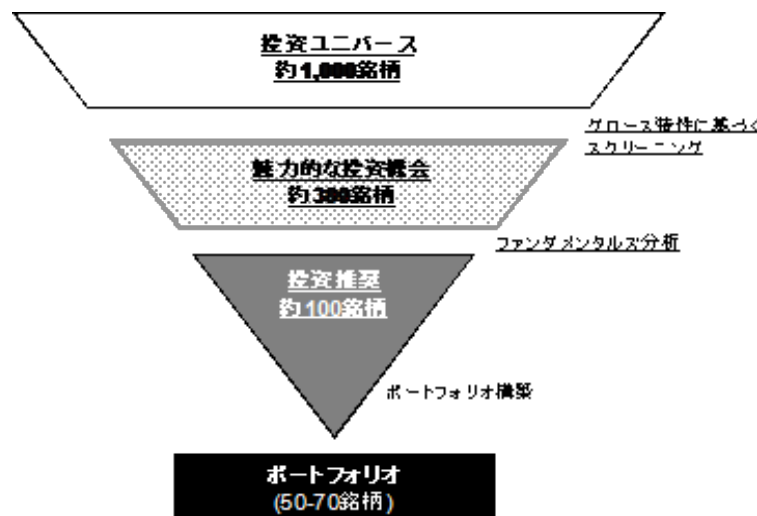 投資ユニバース
約1,000銘柄
グロース特性に基づく
スクリーニング
魅力的な投資機会
約300銘柄
ファンダメンタルズ分析
投資推奨
約100銘柄
ポートフォリオ構築
ポートフォリオ
(50-70銘柄)